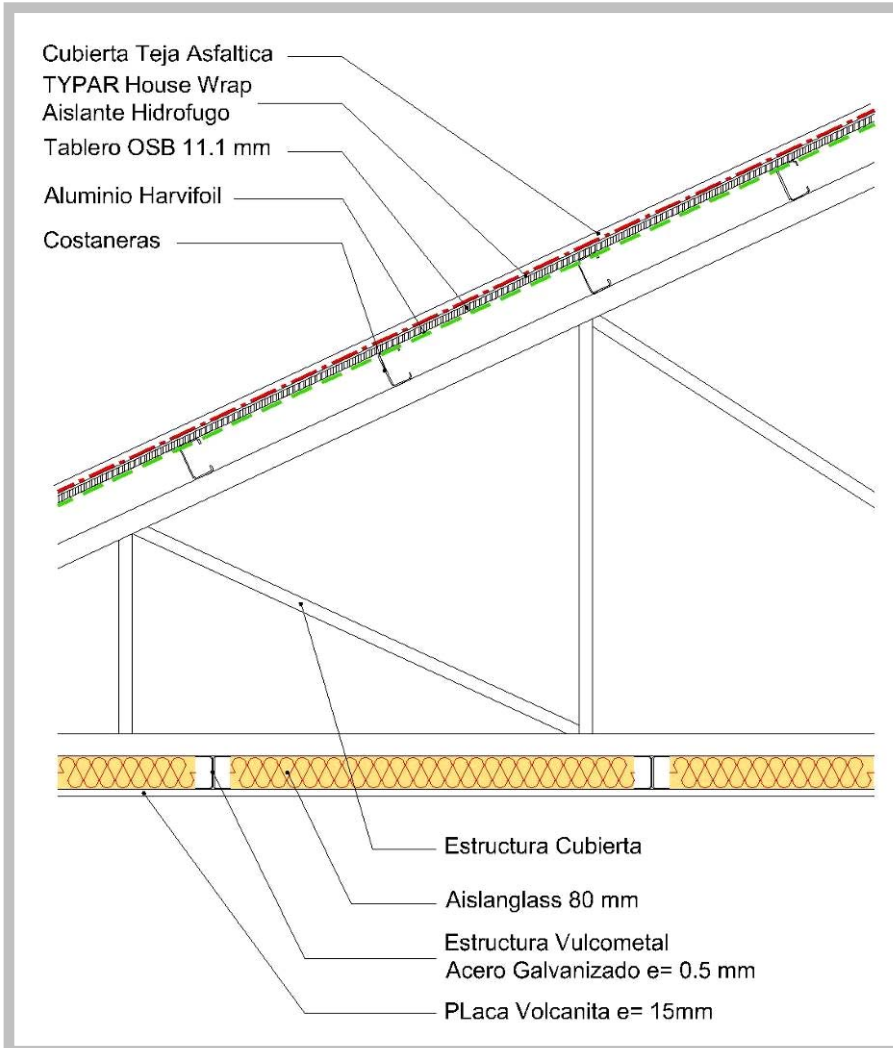 Cubierta Teja Asfaltica
TYPAR House Wrap
Aislante Hidrofugo
Tablero OSB 11.1 mm
Aluminio Harvifoil
Costaneras
Estructura Cubierta
Aislanglass 80 mm
Estructura Vulcometal
Acero Galvanizado e= 0.5 mm
PLaca Volcanita e= 15mm